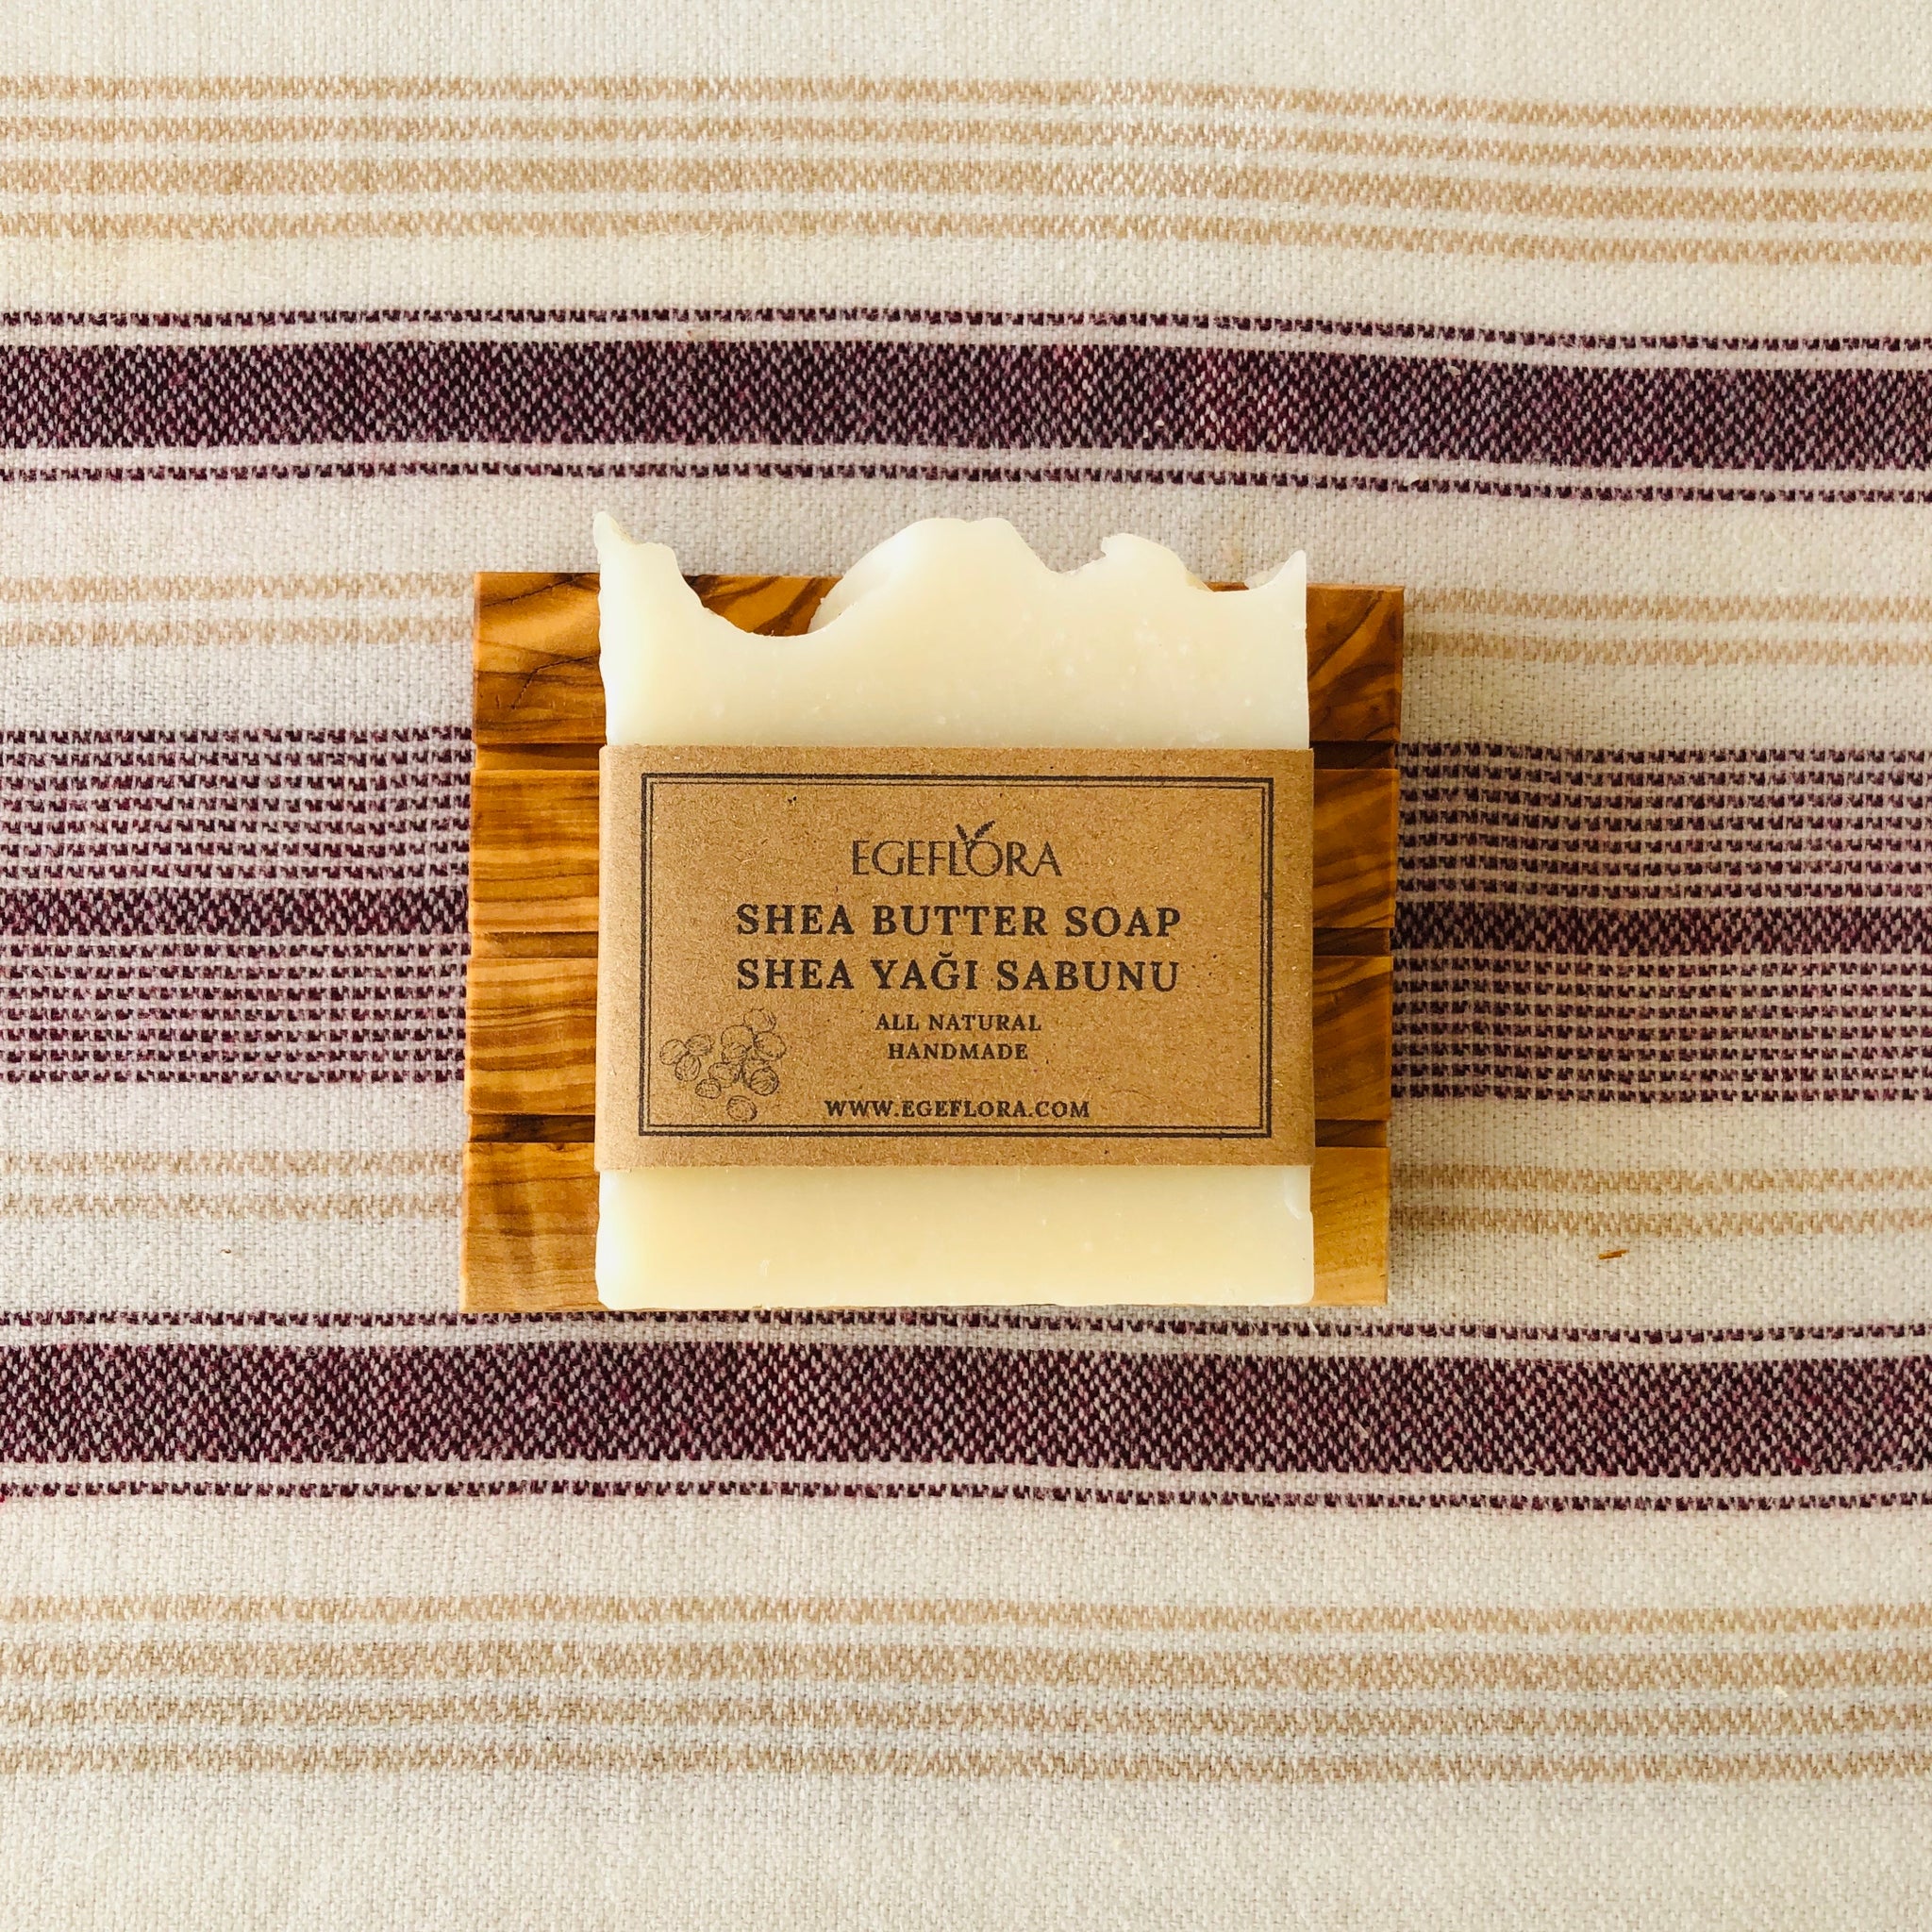 EGEFLORA
SHEA BUTTER SOAP
SHEA YAĞI SABUNU
ALL NATURAL
HANDMADE
WWW.EGEFLORA.COM